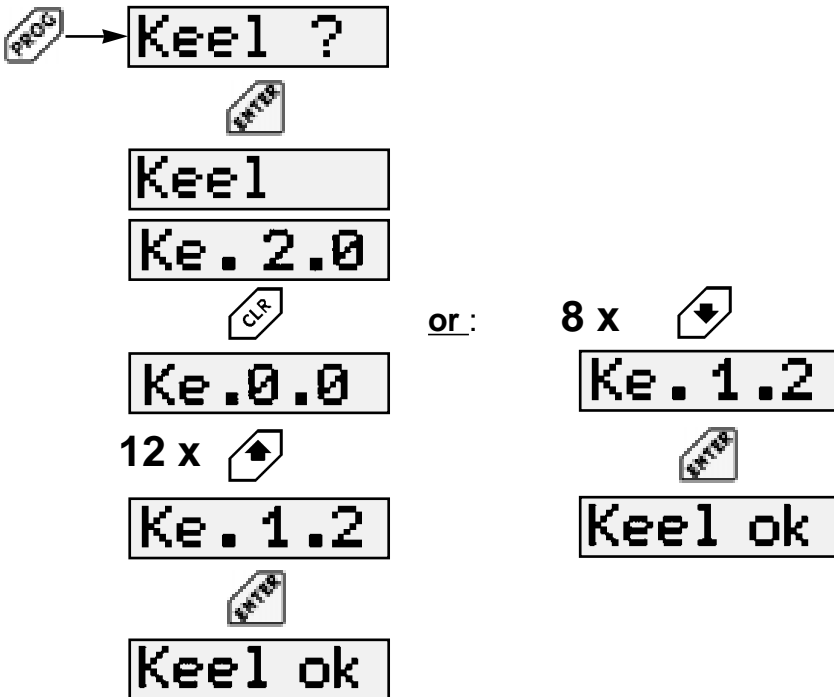 PROG Keel ?
ENTER
Keel
Ke.2.0
CLR or : 8 x
Ke.0.0 Ke.1.2
12 x ENTER
Ke.1.2 Keel ok
ENTER
Keel ok